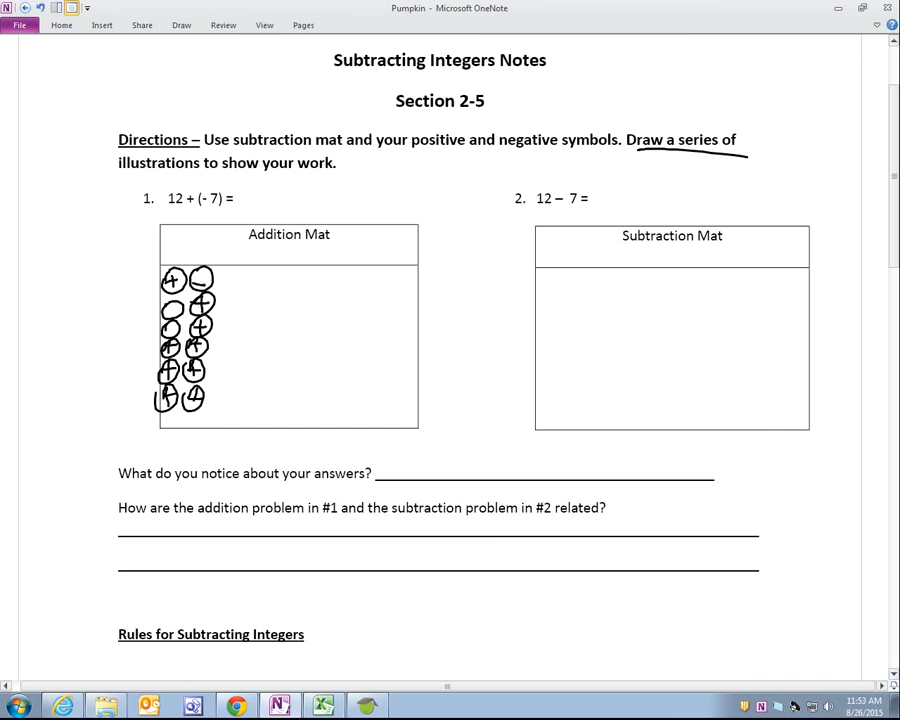 Pumpkin - Microsoft OneNote
File Home Insert Share Draw Review View Pages
Subtracting Integers Notes
Section 2-5
Directions – Use subtraction mat and your positive and negative symbols. Draw a series of
illustrations to show your work.
1. 12 + (- 7) =
2. 12 – 7 =
Addition Mat
Subtraction Mat
+ −
+
+
+ +
+ +
+ +
What do you notice about your answers?
How are the addition problem in #1 and the subtraction problem in #2 related?
Rules for Subtracting Integers
11:53 AM
8/26/2015